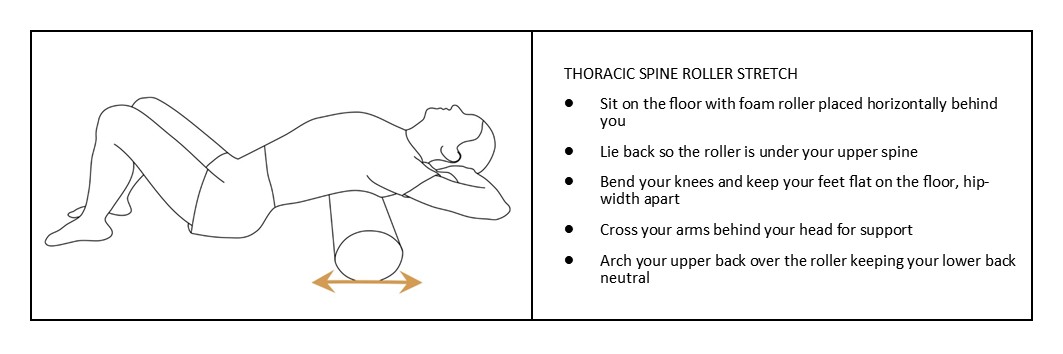 THORACIC SPINE ROLLER STRETCH
● Sit on the floor with foam roller placed horizontally behind
you
● Lie back so the roller is under your upper spine
● Bend your knees and keep your feet flat on the floor, hip-
width apart
● Cross your arms behind your head for support
● Arch your upper back over the roller keeping your lower back
neutral